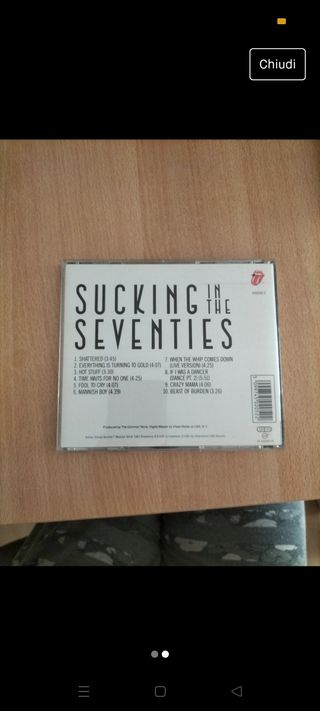 Chiudi
SUCKING IN THE
SEVENTIES
1. SHATTERED (3:45)
2. EVERYTHING IS TURNING TO GOLD (4:07)
3. HOT STUFF (3:30)
4. TIME WAITS FOR NO ONE (4:25)
5. FOOL TO CRY (4:07)
6. MANNISH BOY (4:39)
7. WHEN THE WHIP COMES DOWN
(LIVE VERSION) (4:25)
8. IF I WAS A DANCER
(DANCE PT. 2) (5:50)
9. CRAZY MAMA (4:06)
10. BEAST OF BURDEN (3:26)